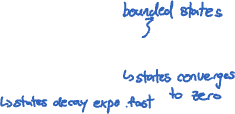 bounded states
↳states converges
to zero
↳states decay expo. fast